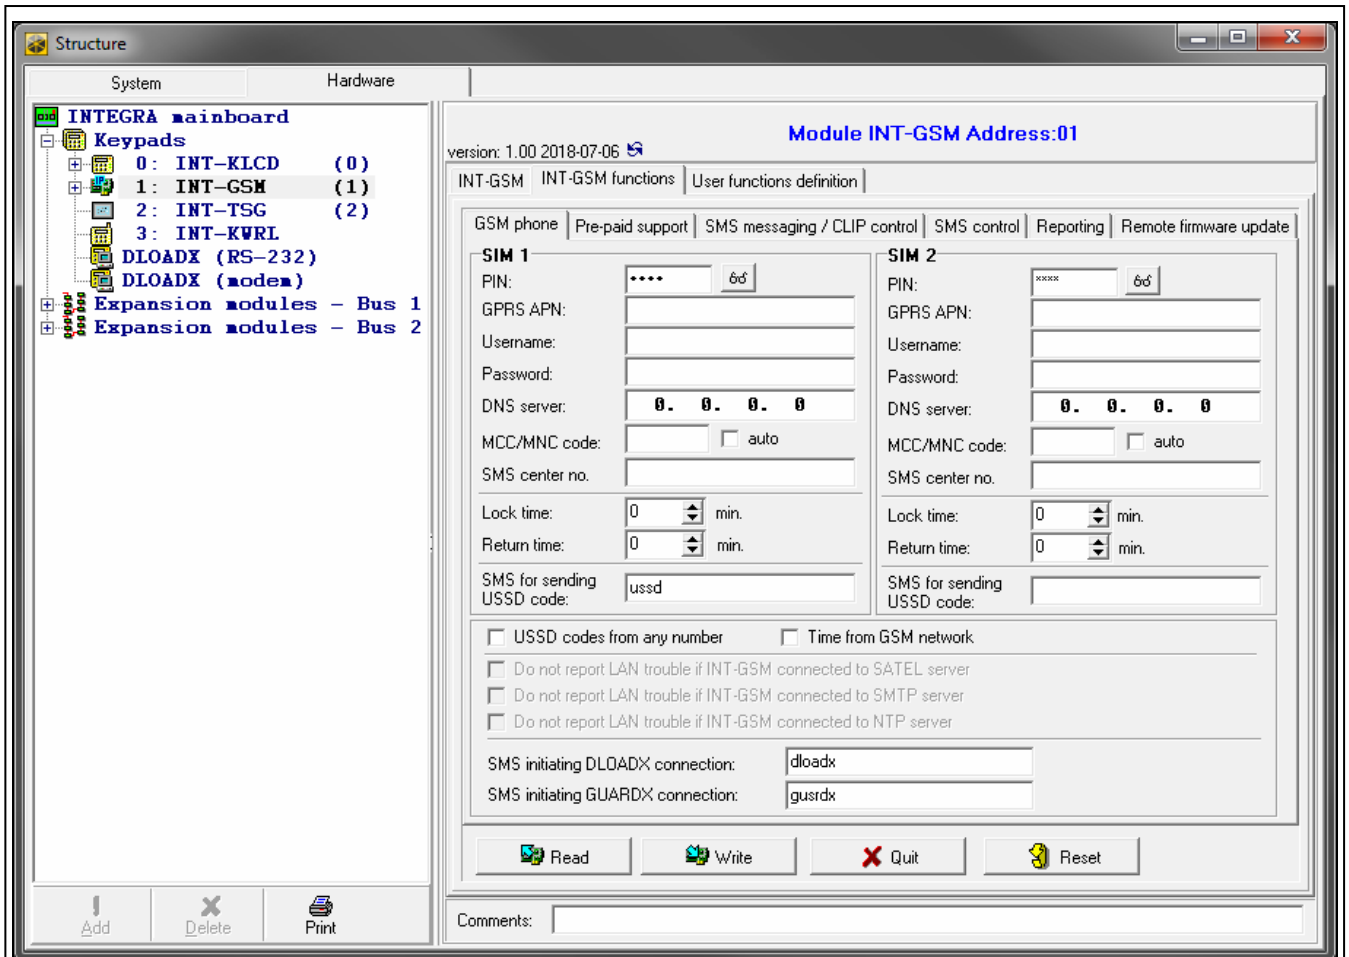 Structure
System Hardware
INTEGRA mainboard
Keypads
0: INT-KLCD (0)
1: INT-GSM (1)
2: INT-TSG (2)
3: INT-KWRL
DLOADX (RS-232)
DLOADX (modem)
Expansion modules - Bus 1
Expansion modules - Bus 2
Add Delete Print
Module INT-GSM Address:01
version: 1.00 2018-07-06
INT-GSM INT-GSM functions User functions definition
GSM phone Pre-paid support SMS messaging / CLIP control SMS control Reporting Remote firmware update
SIM 1
PIN: ••••
GPRS APN:
Username:
Password:
DNS server: 0. 0. 0. 0
MCC/MNC code: auto
SMS center no.
Lock time: 0 min.
Return time: 0 min.
SMS for sending
USSD code: ussd
SIM 2
PIN: ××××
GPRS APN:
Username:
Password:
DNS server: 0. 0. 0. 0
MCC/MNC code: auto
SMS center no.
Lock time: 0 min.
Return time: 0 min.
SMS for sending
USSD code:
USSD codes from any number Time from GSM network
Do not report LAN trouble if INT-GSM connected to SATEL server
Do not report LAN trouble if INT-GSM connected to SMTP server
Do not report LAN trouble if INT-GSM connected to NTP server
SMS initiating DLOADX connection: dloadx
SMS initiating GUARDX connection: gusrdx
Read Write Quit Reset
Comments: